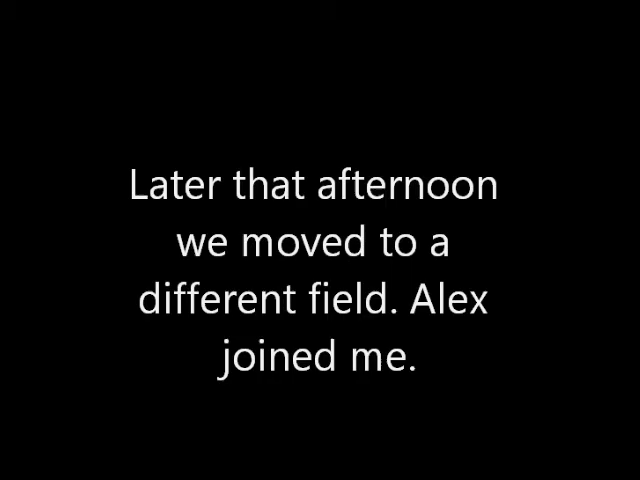 Later that afternoon
we moved to a
different field. Alex
joined me.